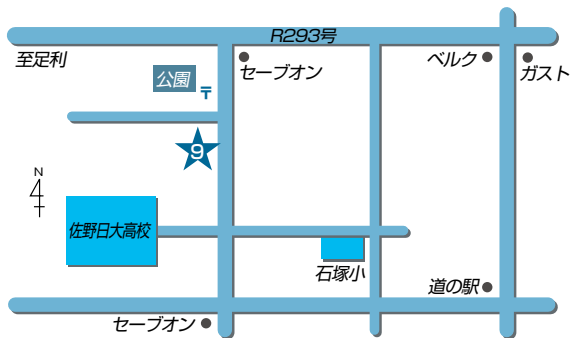 R293号
至足利
セーブオン
ベルク
ガスト
公園
〒
9
N
佐野日大高校
石塚小
道の駅
セーブオン